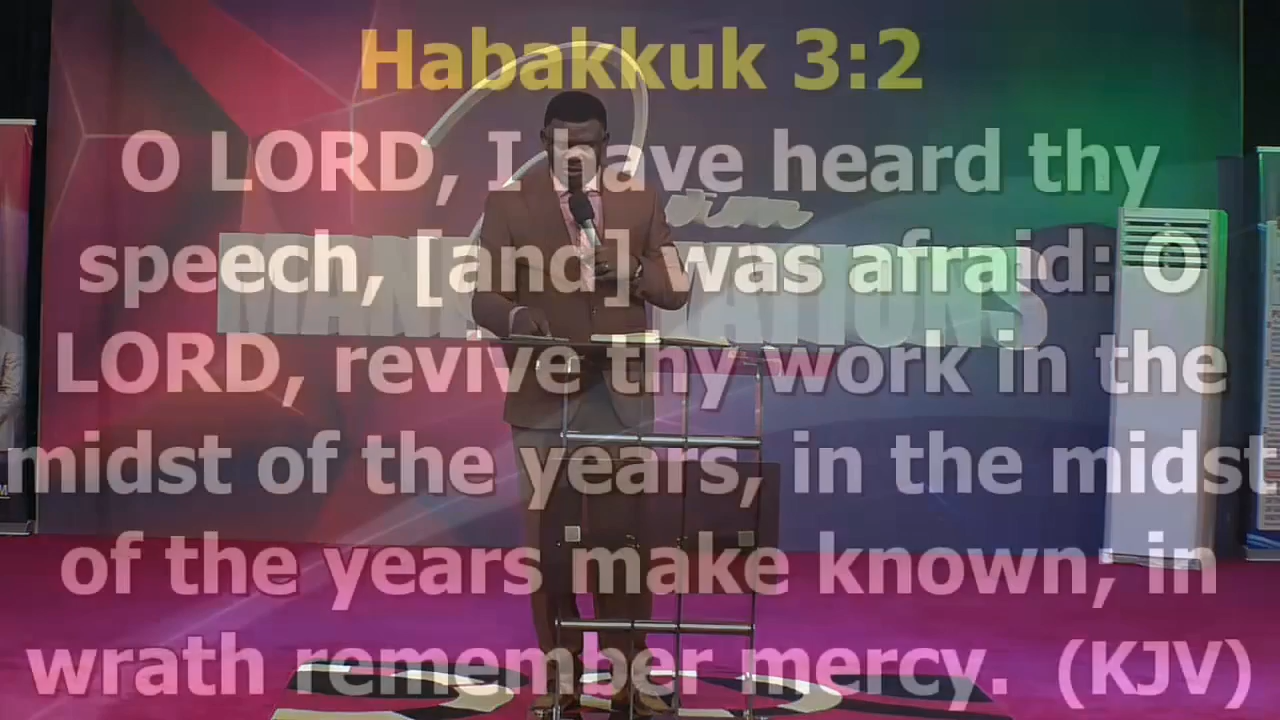 Habakkuk 3:2
O LORD, I have heard thy
speech, [and] was afraid: O
LORD, revive thy work in the
midst of the years, in the midst
of the years make known, in
wrath remember mercy. (KJV)